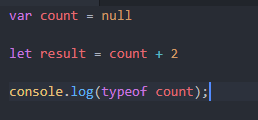 var count = null
let result = count + 2
console.log(typeof count);